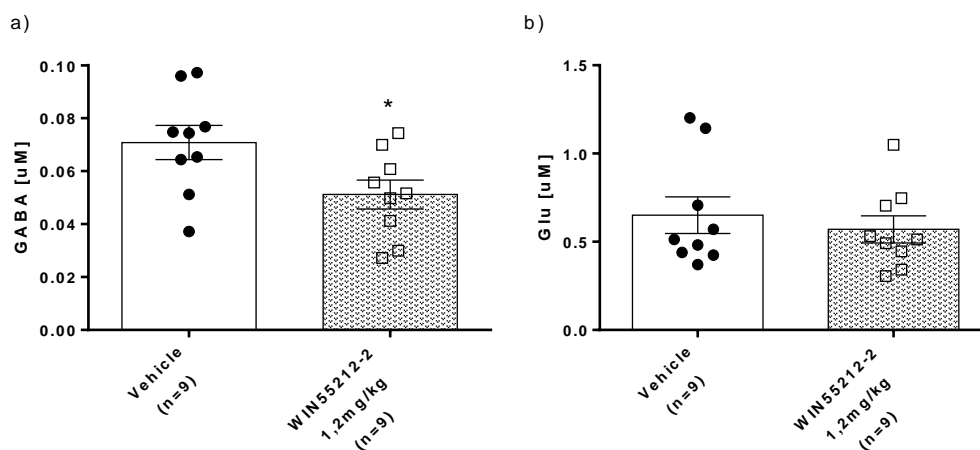 a)
GABA [uM]
0.10
0.08
0.06
0.04
0.02
0.00
*
Vehicle
(n=9)
WIN55212-2
1,2mg/kg
(n=9)
b)
Glu [uM]
1.5
1.0
0.5
0.0
Vehicle
(n=9)
WIN55212-2
1,2mg/kg
(n=9)